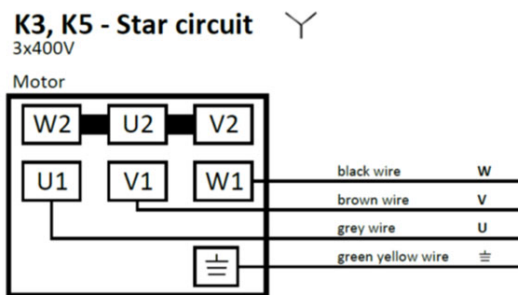 K3, K5 - Star circuit
3x400V
Motor
W2 U2 V2
U1 V1 W1
black wire W
brown wire V
grey wire U
green yellow wire